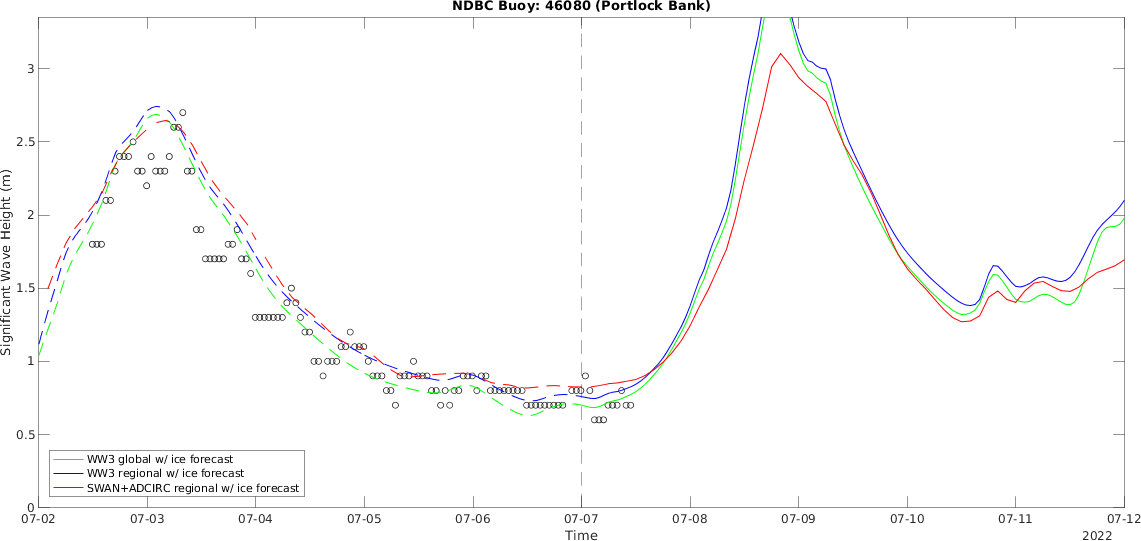 NDBC Buoy: 46080 (Portlock Bank)
Significant Wave Height (m)
3
2.5
2
1.5
1
0.5
0
WW3 global w/ ice forecast
WW3 regional w/ ice forecast
SWAN+ADCIRC regional w/ ice forecast
07-02 07-03 07-04 07-05 07-06 07-07 07-08 07-09 07-10 07-11 07-12
Time
2022